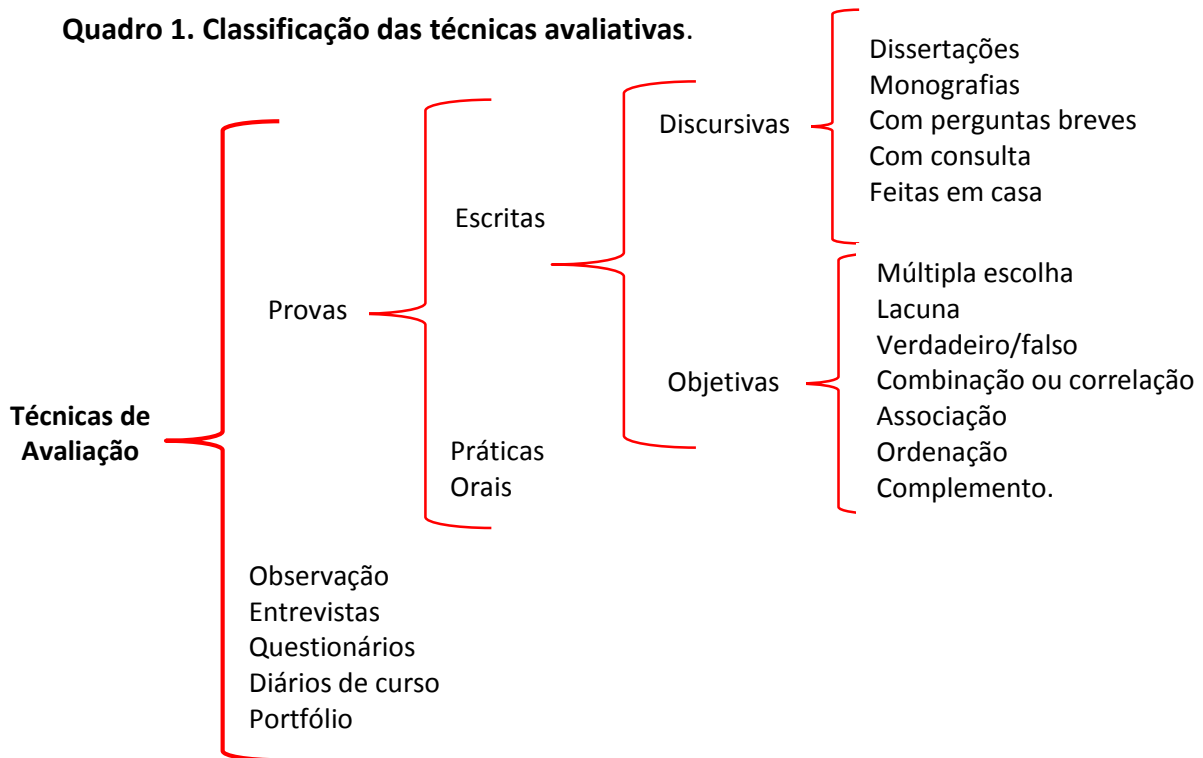 Quadro 1. Classificação das técnicas avaliativas.
Técnicas de
Avaliação
Provas
Escritas
Discursivas
Dissertações
Monografias
Com perguntas breves
Com consulta
Feitas em casa
Objetivas
Múltipla escolha
Lacuna
Verdadeiro/falso
Combinação ou correlação
Associação
Ordenação
Complemento.
Práticas
Orais
Observação
Entrevistas
Questionários
Diários de curso
Portfólio